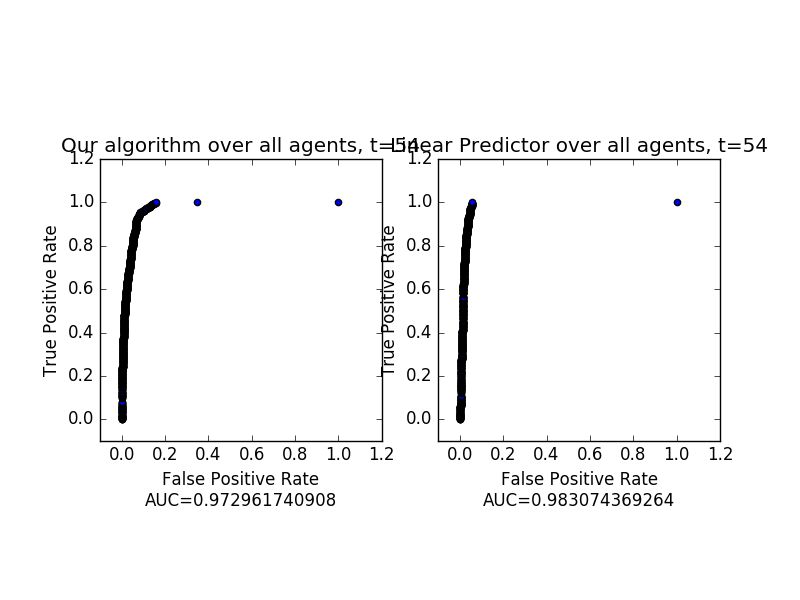 Our algorithm over all agents, t=54
Linear Predictor over all agents, t=54
1.2
1.0
0.8
0.6
0.4
0.2
0.0
True Positive Rate
0.0 0.2 0.4 0.6 0.8 1.0 1.2
False Positive Rate
AUC=0.972961740908
1.2
1.0
0.8
0.6
0.4
0.2
0.0
True Positive Rate
0.0 0.2 0.4 0.6 0.8 1.0 1.2
False Positive Rate
AUC=0.983074369264